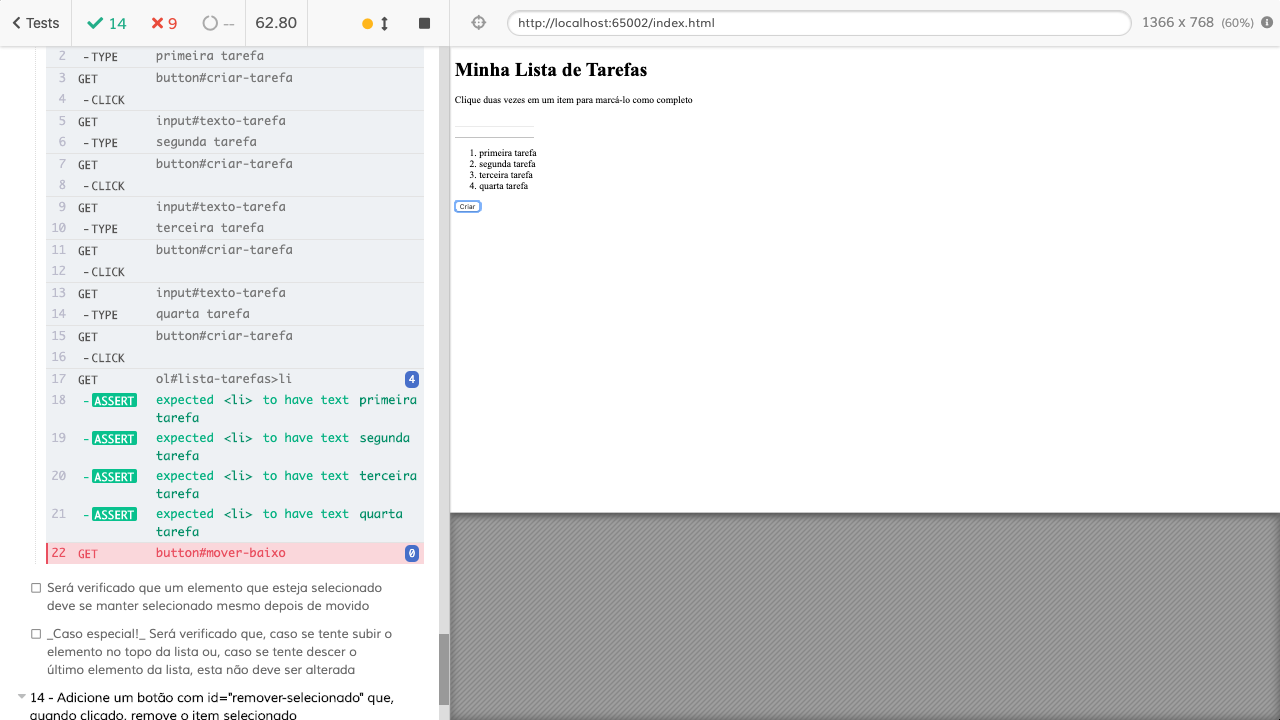 Tests 14 9 -- 62.80 http://localhost:65002/index.html 1366 x 768 (60%)
2 -TYPE primeira tarefa
3 GET button#criar-tarefa
4 -CLICK
5 GET input#texto-tarefa
6 -TYPE segunda tarefa
7 GET button#criar-tarefa
8 -CLICK
9 GET input#texto-tarefa
10 -TYPE terceira tarefa
11 GET button#criar-tarefa
12 -CLICK
13 GET input#texto-tarefa
14 -TYPE quarta tarefa
15 GET button#criar-tarefa
16 -CLICK
17 GET ol#lista-tarefas>li 4
18 -ASSERT expected <li> to have text primeira
tarefa
19 -ASSERT expected <li> to have text segunda
tarefa
20 -ASSERT expected <li> to have text terceira
tarefa
21 -ASSERT expected <li> to have text quarta
tarefa
22 GET button#mover-baixo 0
Será verificado que um elemento que esteja selecionado
deve se manter selecionado mesmo depois de movido
_Caso especial!_ Será verificado que, caso se tente subir o
elemento no topo da lista ou, caso se tente descer o
último elemento da lista, esta não deve ser alterada
14 - Adicione um botão com id="remover-selecionado" que,
quando clicado, remove o item selecionado
Minha Lista de Tarefas
Clique duas vezes em um item para marcá-lo como completo
1. primeira tarefa
2. segunda tarefa
3. terceira tarefa
4. quarta tarefa
Criar